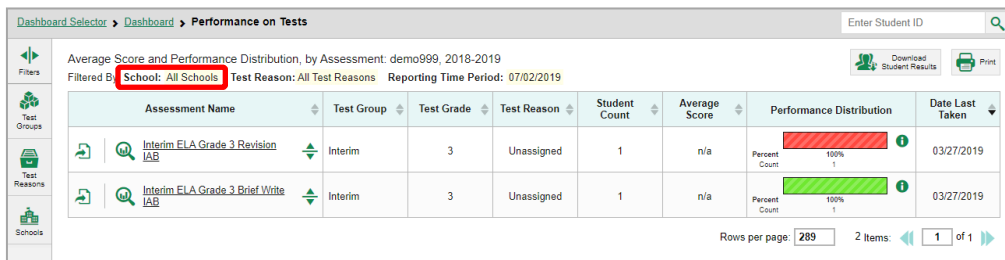 Dashboard Selector > Dashboard > Performance on Tests
Enter Student ID
Filters
Average Score and Performance Distribution, by Assessment: demo999, 2018-2019
Filtered By School: All Schools Test Reason: All Test Reasons Reporting Time Period: 07/02/2019
Download Student Results
Print
Test Groups
Test Reasons
Schools
Assessment Name Test Group Test Grade Test Reason Student Count Average Score Performance Distribution Date Last Taken
Interim ELA Grade 3 Revision IAB Interim 3 Unassigned 1 n/a 03/27/2019
Percent 100%
Count 1
Interim ELA Grade 3 Brief Write IAB Interim 3 Unassigned 1 n/a 03/27/2019
Percent 100%
Count 1
Rows per page: 289 2 Items: 1 of 1